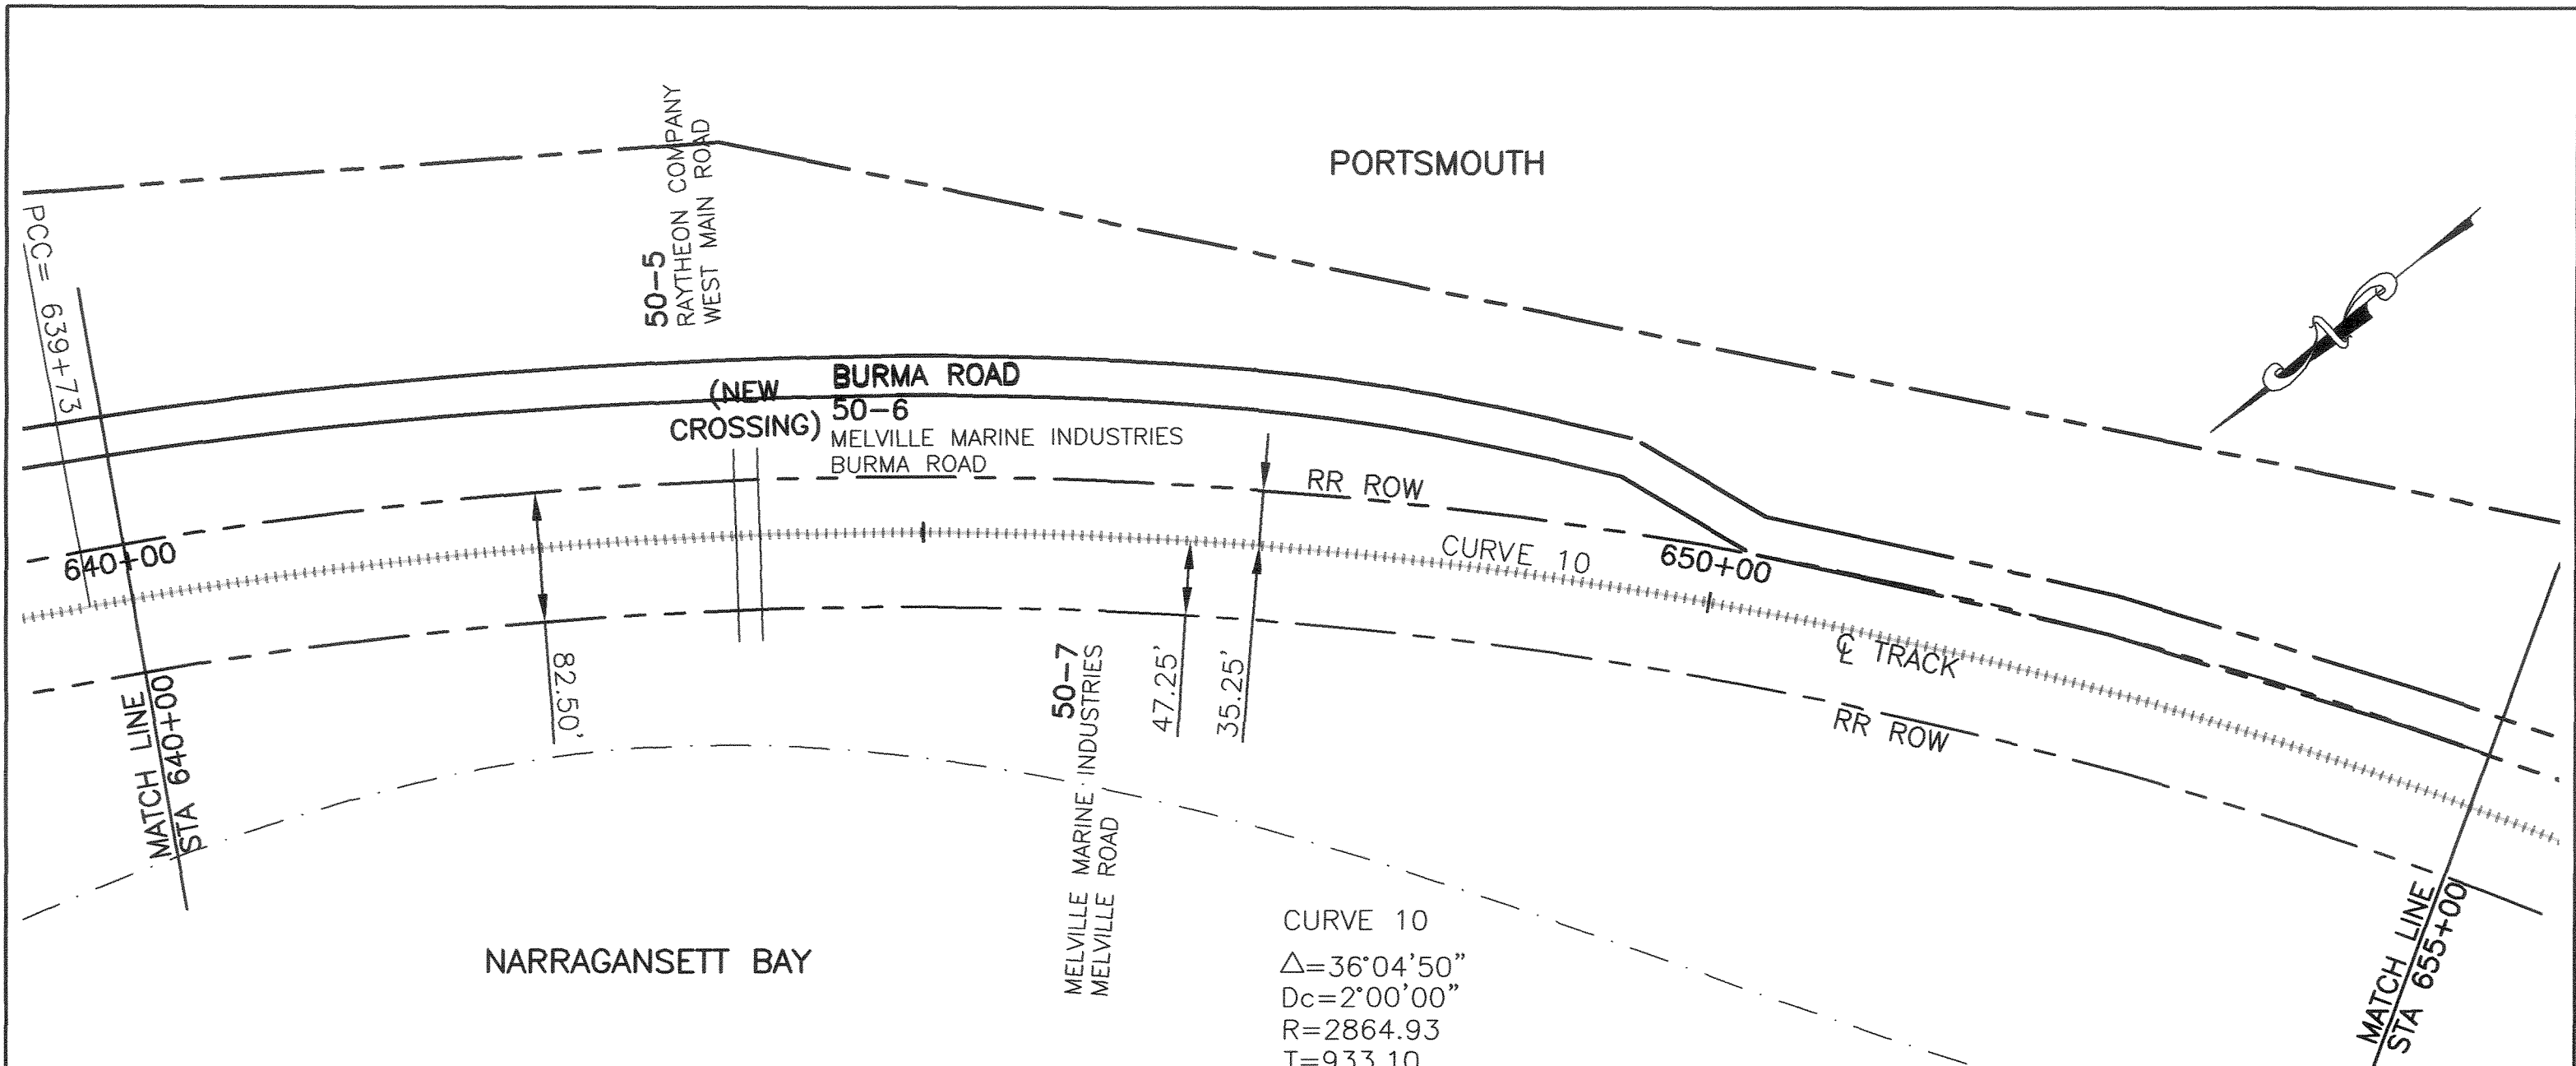 PORTSMOUTH
50-5
RAYTHEON COMPANY
WEST MAIN ROAD
PCC= 639+73
BURMA ROAD
(NEW
CROSSING)
50-6
MELVILLE MARINE INDUSTRIES
BURMA ROAD
RR ROW
640+00
CURVE 10
650+00
℄ TRACK
RR ROW
82.50'
47.25'
35.25'
50-7
MELVILLE MARINE INDUSTRIES
MELVILLE ROAD
MATCH LINE
STA 640+00
NARRAGANSETT BAY
CURVE 10
△=36°04'50"
Dc=2°00'00"
R=2864.93
T=933.10
MATCH LINE
STA 655+00